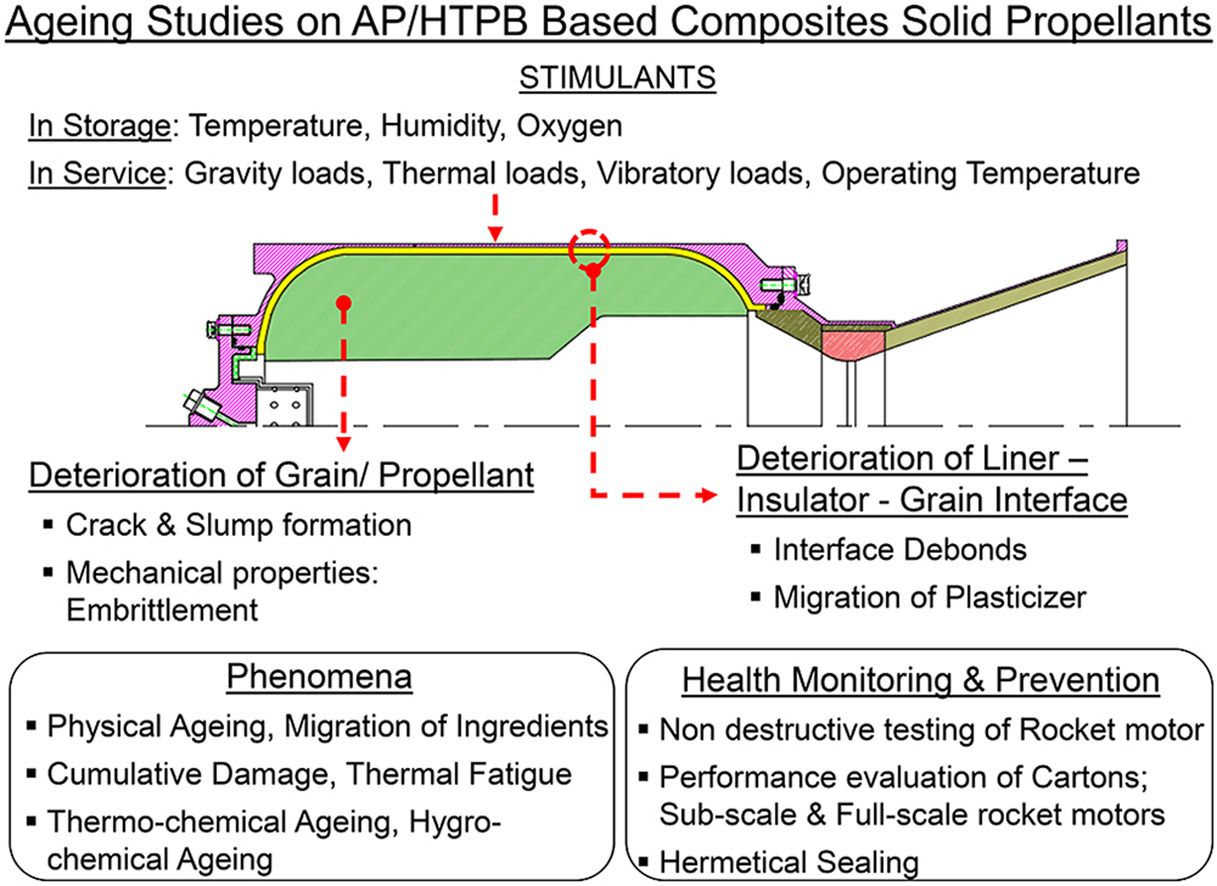 Ageing Studies on AP/HTPB Based Composites Solid Propellants
STIMULANTS
In Storage: Temperature, Humidity, Oxygen
In Service: Gravity loads, Thermal loads, Vibratory loads, Operating Temperature
Deterioration of Grain/ Propellant
▪ Crack & Slump formation
▪ Mechanical properties:
Embrittlement
Deterioration of Liner –
Insulator - Grain Interface
▪ Interface Debonds
▪ Migration of Plasticizer
Phenomena
▪ Physical Ageing, Migration of Ingredients
▪ Cumulative Damage, Thermal Fatigue
▪ Thermo-chemical Ageing, Hygro-
chemical Ageing
Health Monitoring & Prevention
▪ Non destructive testing of Rocket motor
▪ Performance evaluation of Cartons;
Sub-scale & Full-scale rocket motors
▪ Hermetical Sealing